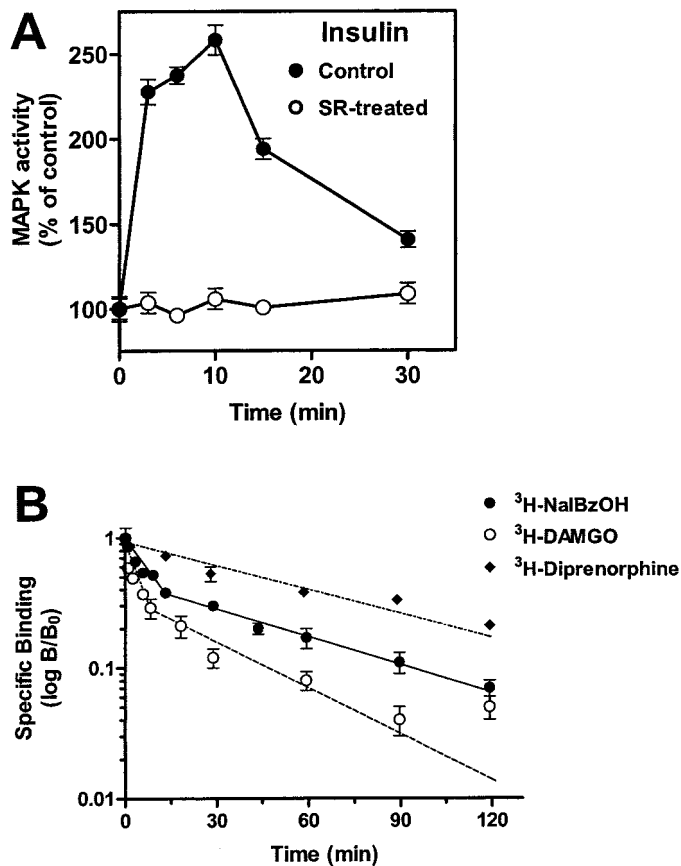 A
Insulin
Control
SR-treated
MAPK activity
(% of control)
250
200
150
100
0
10
20
30
Time (min)
B
³H-NalBzOH
³H-DAMGO
³H-Diprenorphine
Specific Binding
(log B/B₀)
1
0.1
0.01
0
30
60
90
120
Time (min)